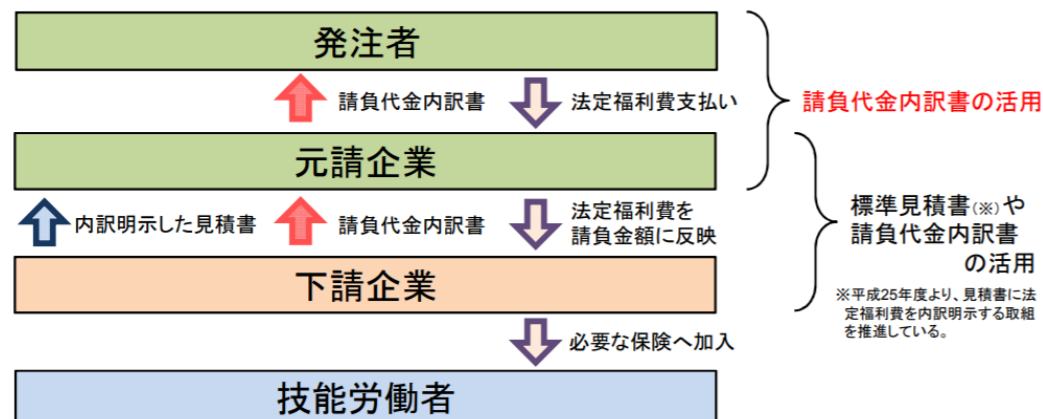 発注者
請負代金内訳書
法定福利費支払い
請負代金内訳書の活用
元請企業
内訳明示した見積書
請負代金内訳書
法定福利費を
請負金額に反映
標準見積書(※)や
請負代金内訳書
の活用
※平成25年度より、見積書に法
定福利費を内訳明示する取組
を推進している。
下請企業
必要な保険へ加入
技能労働者